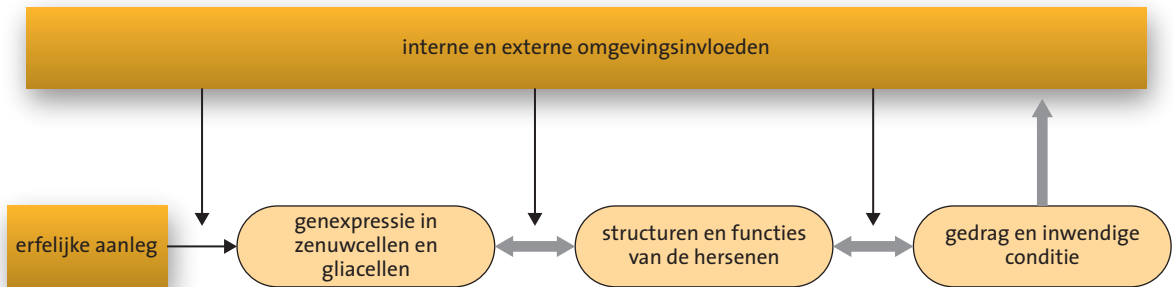 interne en externe omgevingsinvloeden
erfelijke aanleg
genexpressie in
zenuwcellen en
gliacellen
structuren en functies
van de hersenen
gedrag en inwendige
conditie